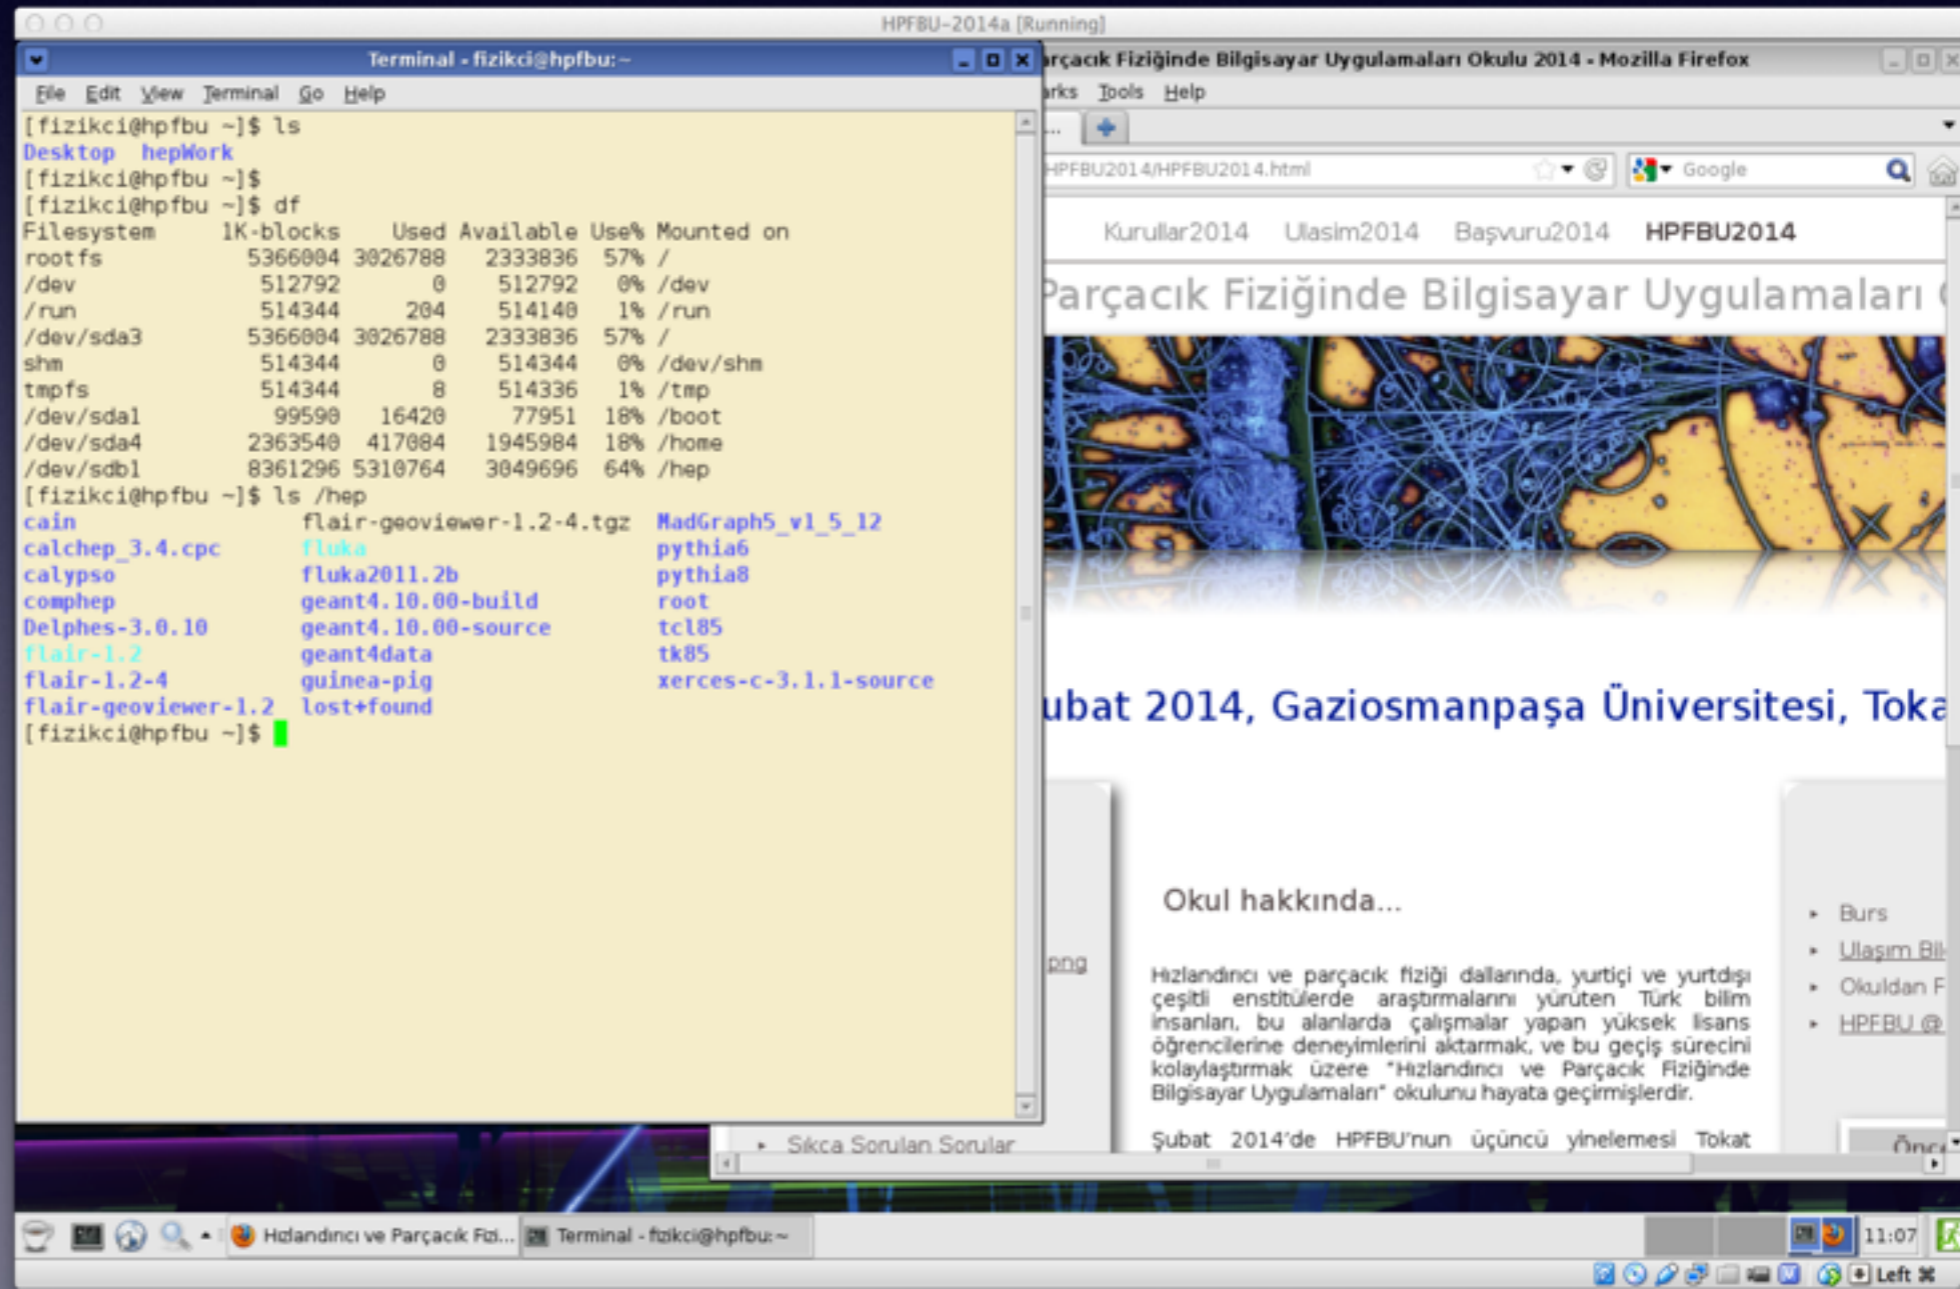 HPFBU-2014a [Running]
Terminal - fizikci@hpfbu:~
File Edit View Terminal Go Help
[fizikci@hpfbu ~]$ ls
Desktop hepWork
[fizikci@hpfbu ~]$
[fizikci@hpfbu ~]$ df
Filesystem 1K-blocks Used Available Use% Mounted on
rootfs 5366004 3026788 2333836 57% /
/dev 512792 0 512792 0% /dev
/run 514344 204 514140 1% /run
/dev/sda3 5366004 3026788 2333836 57% /
shm 514344 0 514344 0% /dev/shm
tmpfs 514344 8 514336 1% /tmp
/dev/sda1 99590 16420 77951 18% /boot
/dev/sda4 2363540 417084 1945984 18% /home
/dev/sdb1 8361296 5310764 3049696 64% /hep
[fizikci@hpfbu ~]$ ls /hep
cain flair-geoviewer-1.2-4.tgz MadGraph5_v1_5_12
calchep_3.4.cpc fluka pythia6
calypso fluka2011.2b pythia8
comphep geant4.10.00-build root
Delphes-3.0.10 geant4.10.00-source tcl85
flair-1.2 geant4data tk85
flair-1.2-4 guinea-pig xerces-c-3.1.1-source
flair-geoviewer-1.2 lost+found
[fizikci@hpfbu ~]$
arçacık Fiziğinde Bilgisayar Uygulamaları Okulu 2014 - Mozilla Firefox
arks Tools Help
...
HPFBU2014/HPFBU2014.html Google
Kurullar2014 Ulasim2014 Başvuru2014 HPFBU2014
Parçacık Fiziğinde Bilgisayar Uygulamaları
ubat 2014, Gaziosmanpaşa Üniversitesi, Toka
png
Sıkca Sorulan Sorular
Okul hakkında...
Hızlandırıcı ve parçacık fiziği dallarında, yurtiçi ve yurtdışı
çeşitli enstitülerde araştırmalarını yürüten Türk bilim
insanları, bu alanlarda çalışmalar yapan yüksek lisans
öğrencilerine deneyimlerini aktarmak, ve bu geçiş sürecini
kolaylaştırmak üzere "Hızlandırıcı ve Parçacık Fiziğinde
Bilgisayar Uygulamaları" okulunu hayata geçirmişlerdir.
Şubat 2014'de HPFBU'nun üçüncü yinelemesi Tokat
Burs
Ulaşım Bil
Okuldan F
HPFBU @
Önce
Hızlandırıcı ve Parçacık Fizi... Terminal - fizikci@hpfbu:~ 11:07
Left ⌘